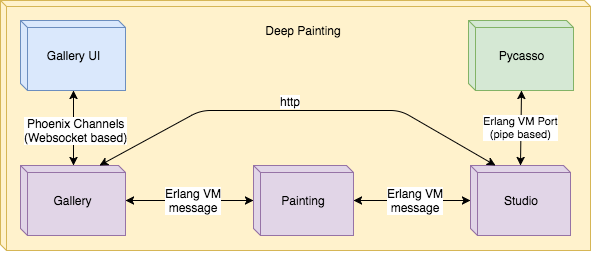 Deep Painting
Gallery UI
Pycasso
http
Phoenix Channels
(Websocket based)
Erlang VM Port
(pipe based)
Gallery
Erlang VM
message
Painting
Erlang VM
message
Studio